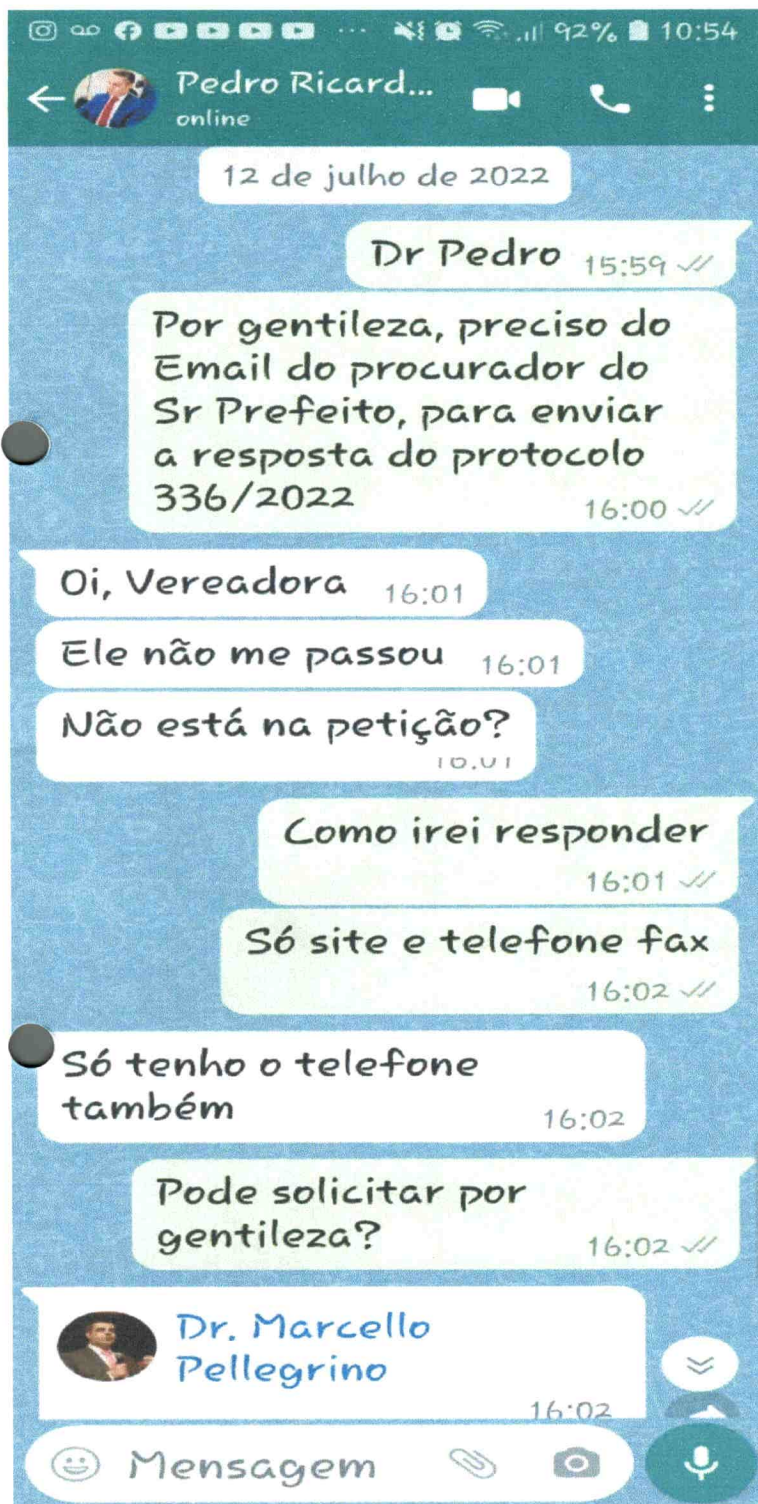 92% 10:54
Pedro Ricard...
online
12 de julho de 2022
Dr Pedro 15:59
Por gentileza, preciso do
Email do procurador do
Sr Prefeito, para enviar
a resposta do protocolo
336/2022 16:00
Oi, Vereadora 16:01
Ele não me passou 16:01
Não está na petição?
16:01
Como irei responder
16:01
Só site e telefone fax
16:02
Só tenho o telefone
também 16:02
Pode solicitar por
gentileza? 16:02
Dr. Marcello
Pellegrino
16:02
Mensagem